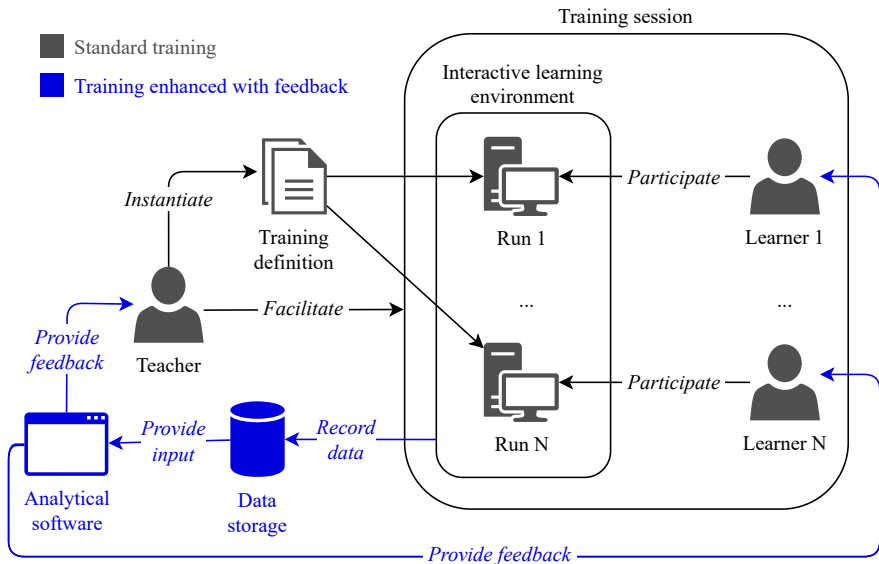 Training session
Standard training
Training enhanced with feedback
Interactive learning
environment
Instantiate
Training
definition
Run 1
Participate
Learner 1
Facilitate
...
...
Teacher
Provide
feedback
Run N
Participate
Learner N
Record
data
Provide
input
Analytical
software
Data
storage
Provide feedback